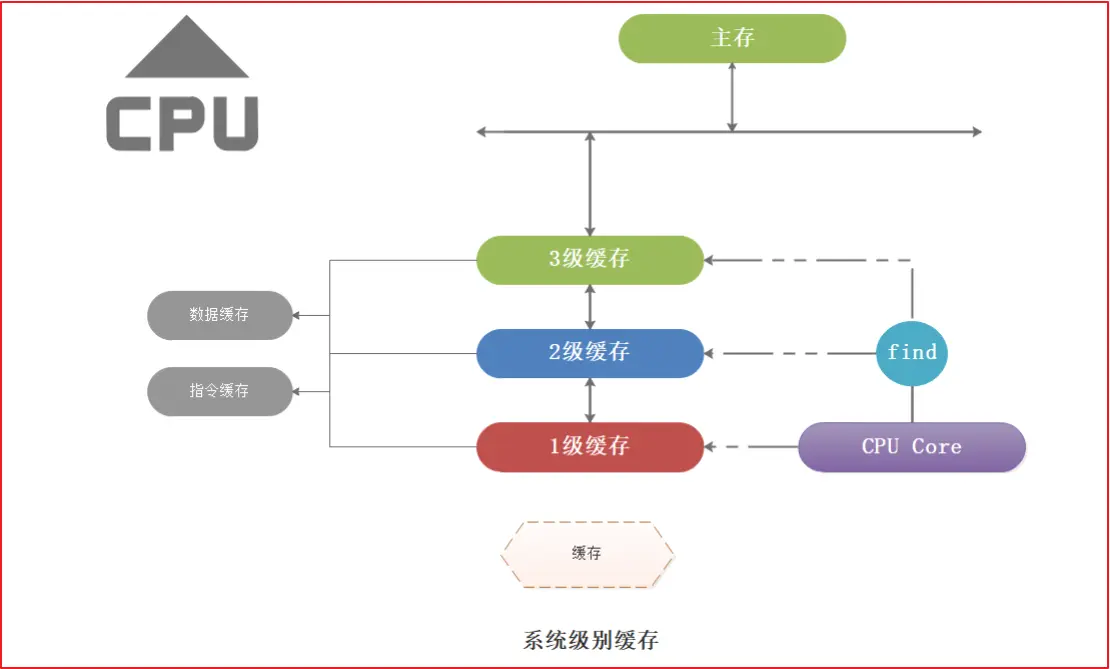 主存
CPU
3级缓存
数据缓存
2级缓存
find
指令缓存
1级缓存
CPU Core
缓存
系统级别缓存